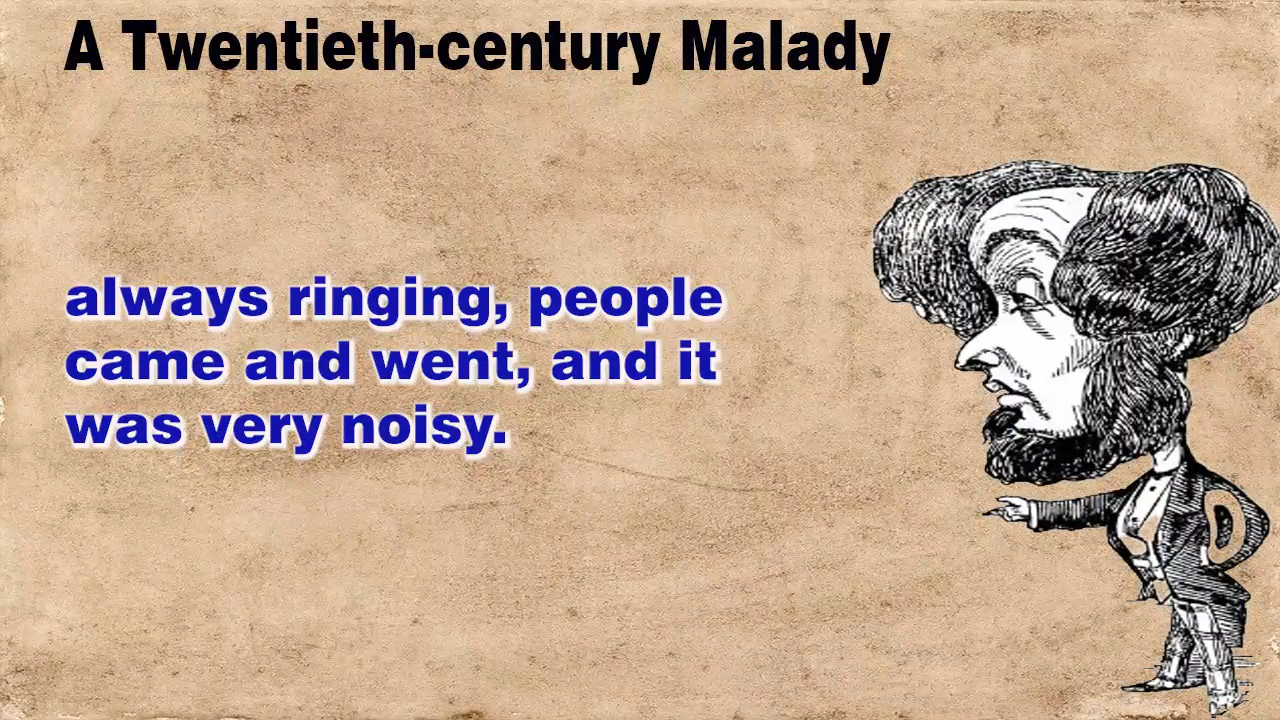 A Twentieth-century Malady
always ringing, people
came and went, and it
was very noisy.